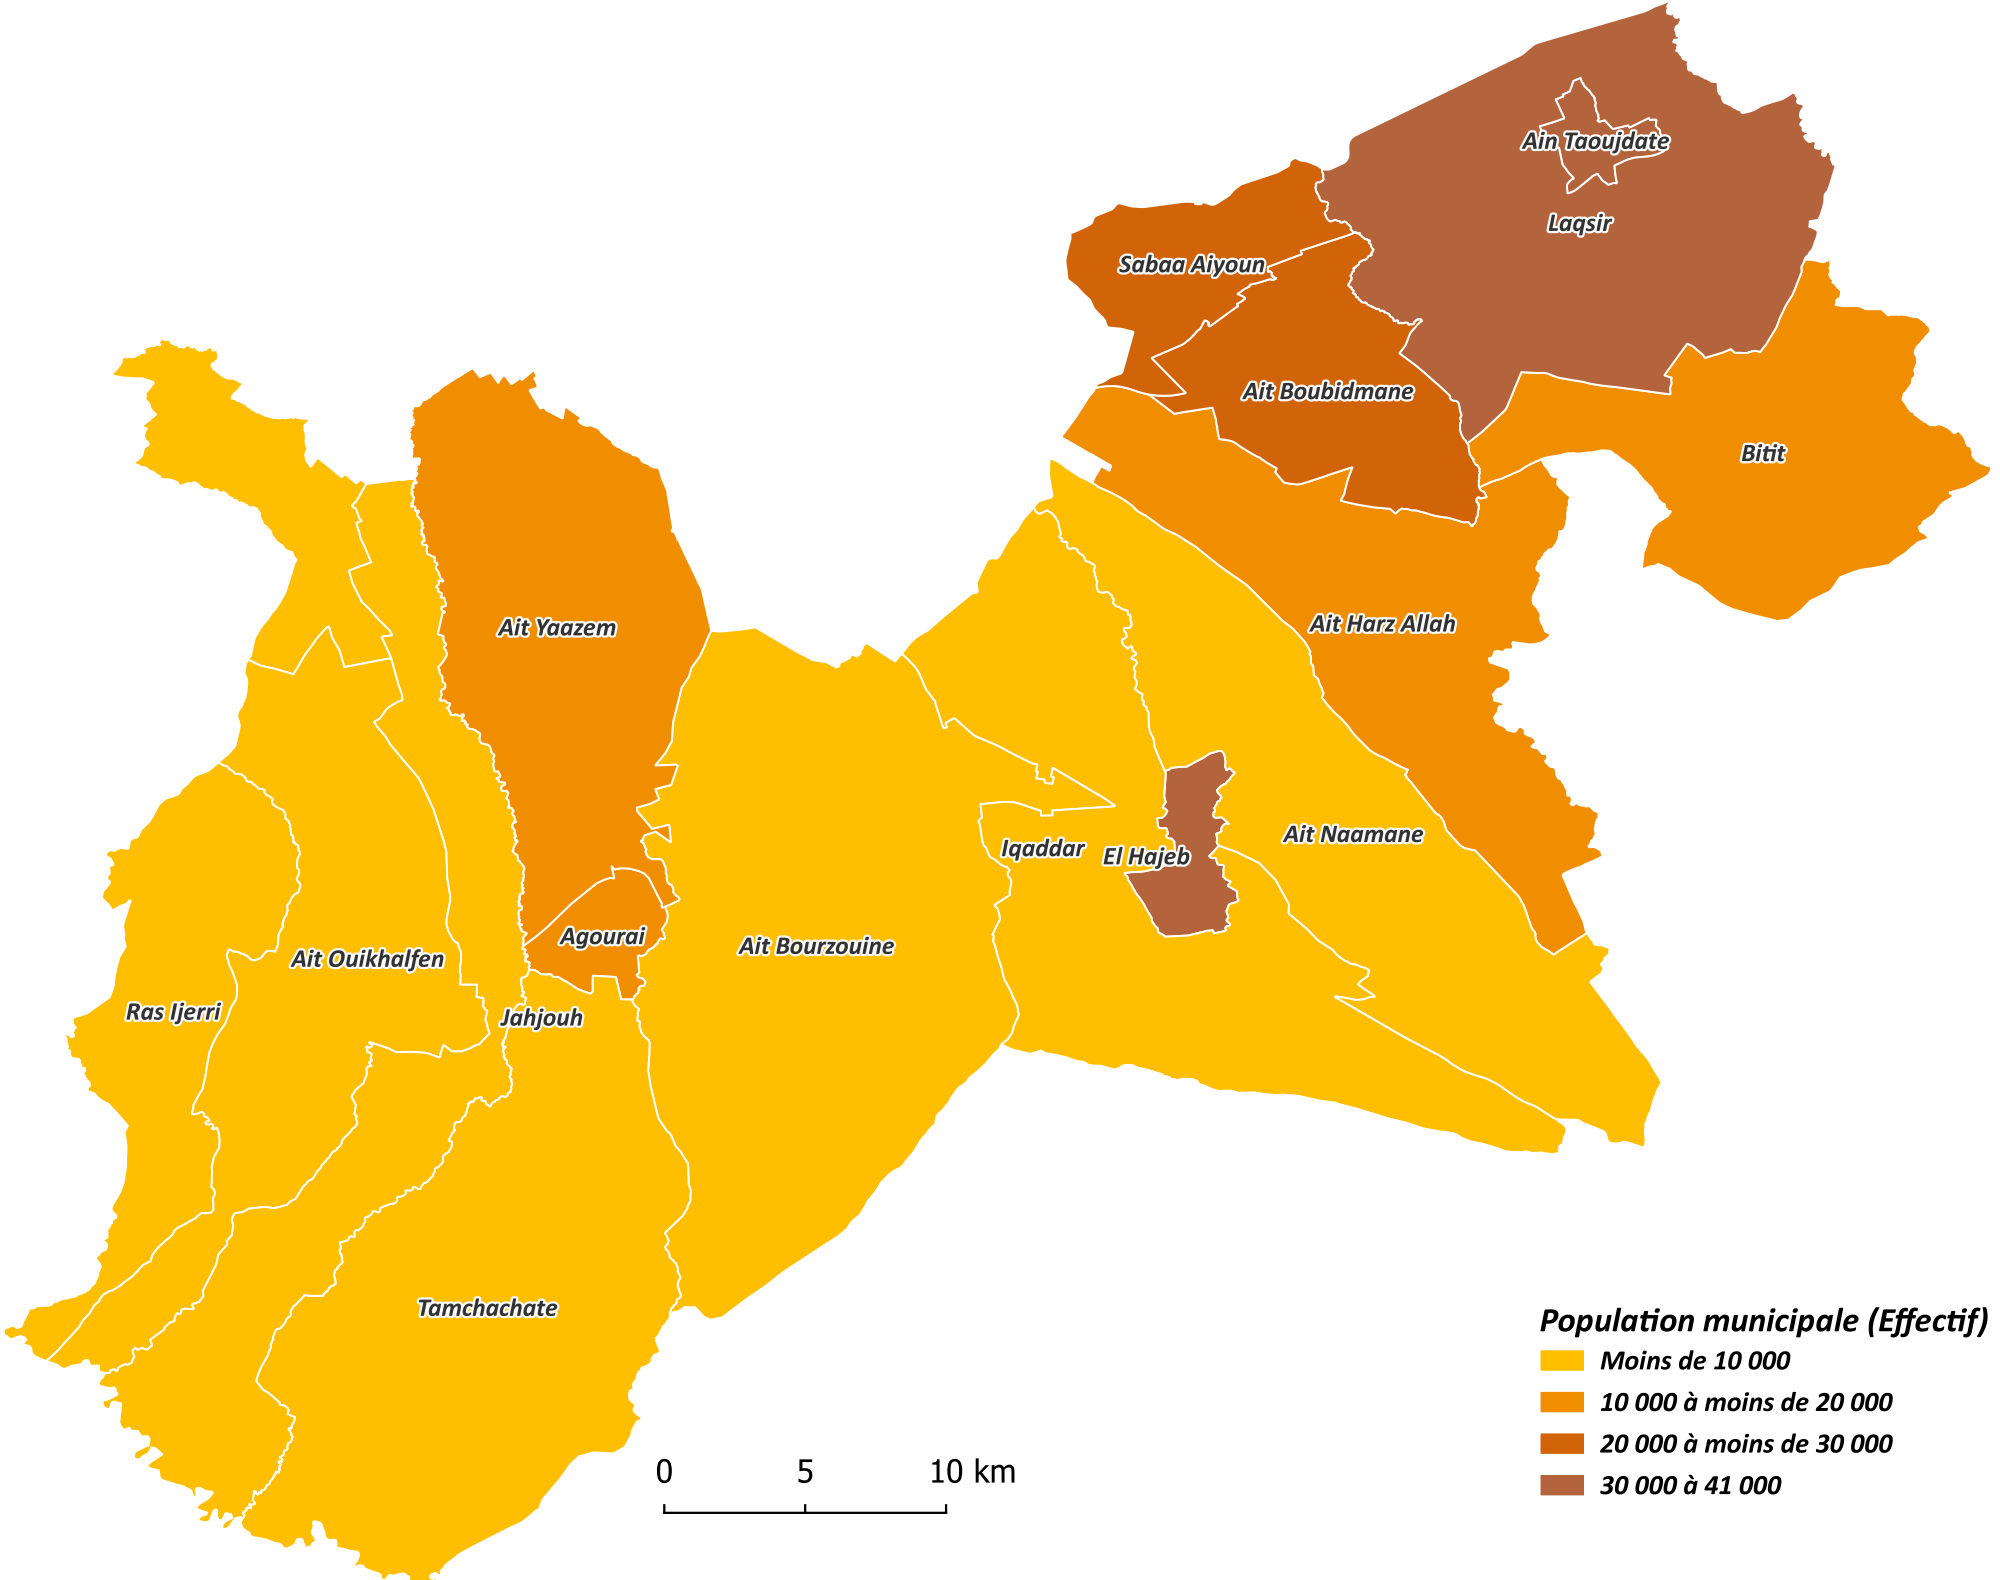 Ain Taoujdate
Laqsir
Sabaa Aiyoun
Ait Boubidmane
Bitit
Ait Yaazem
Ait Harz Allah
Iqaddar
El Hajeb
Ait Naamane
Agourai
Ait Bourzouine
Ait Ouikhalfen
Ras Ijerri
Jahjouh
Tamchachate
Population municipale (Effectif)
Moins de 10 000
10 000 à moins de 20 000
20 000 à moins de 30 000
30 000 à 41 000
0 5 10 km